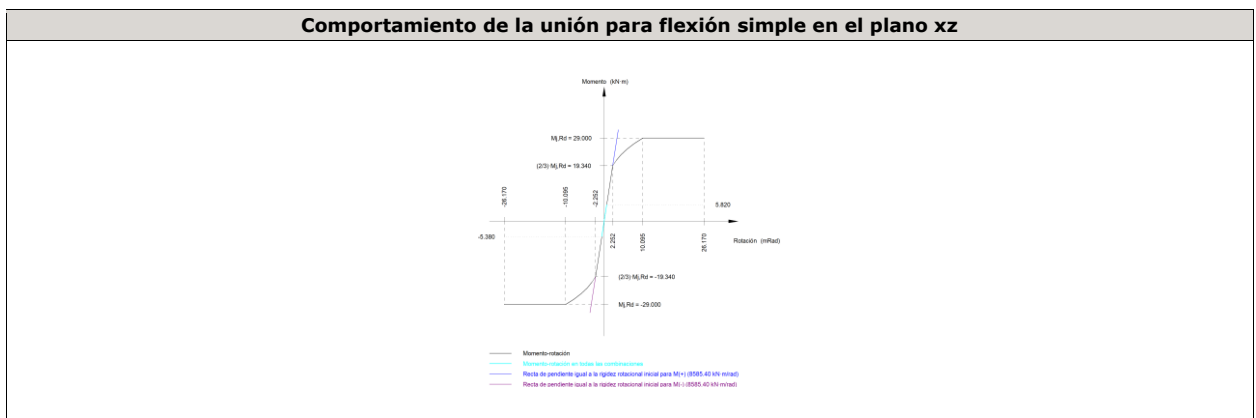 Comportamiento de la unión para flexión simple en el plano xz
Momento (kN·m)
Mj,Rd = 29.000
(2/3)·Mj,Rd = 19.340
-26.170
-10.095
-2.252
5.820
-5.380
2.252
10.095
26.170
Rotación (mRad)
(2/3)·Mj,Rd = -19.340
Mj,Rd = -29.000
Momento-rotación
Momento-rotación en todas las combinaciones
Recta de pendiente igual a la rigidez rotacional inicial para M(+) (8585.40 kN·m/rad)
Recta de pendiente igual a la rigidez rotacional inicial para M(-) (8585.40 kN·m/rad)